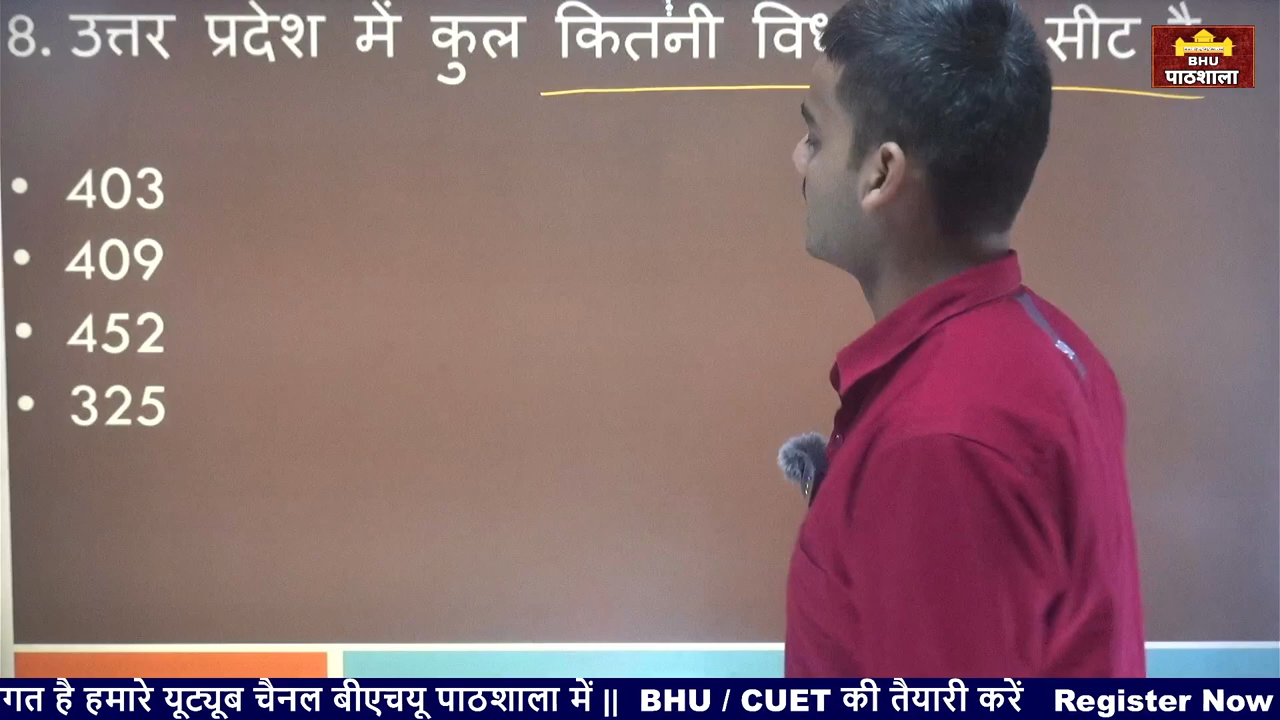 8. उत्तर प्रदेश में कुल कितनी सीट
BHU
पाठशाला
• 403
• 409
• 452
• 325
गत है हमारे यूट्यूब चैनल बीएचयू पाठशाला में || BHU / CUET की तैयारी करें Register Now